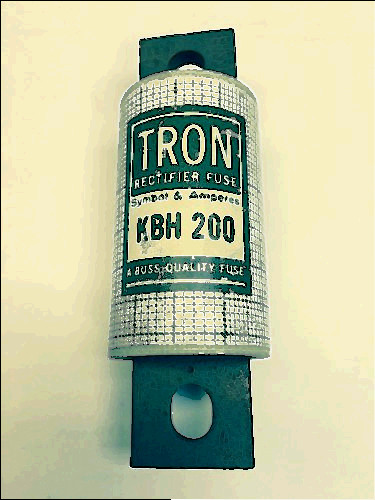 TRON
RECTIFIER FUSE
Symbol & Amperes
KBH 200
A BUSS QUALITY FUSE